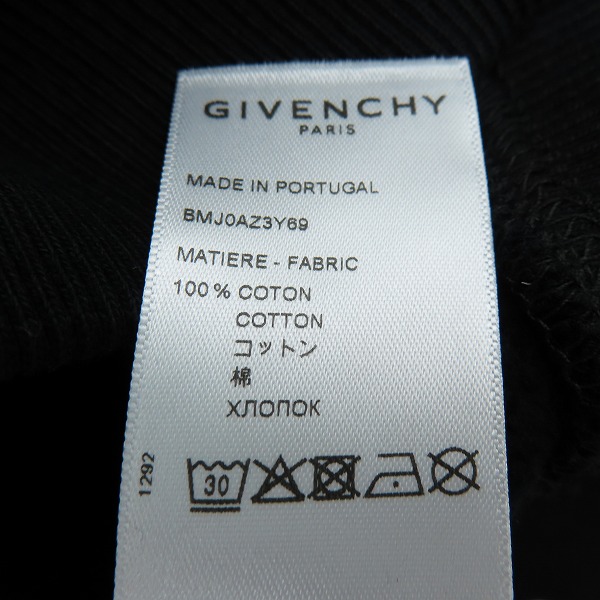 GIVENCHY
PARIS
MADE IN PORTUGAL
BMJ0AZ3Y69
MATIERE - FABRIC
100% COTON
COTTON
コットン
棉
ХЛОПОК
30
1292